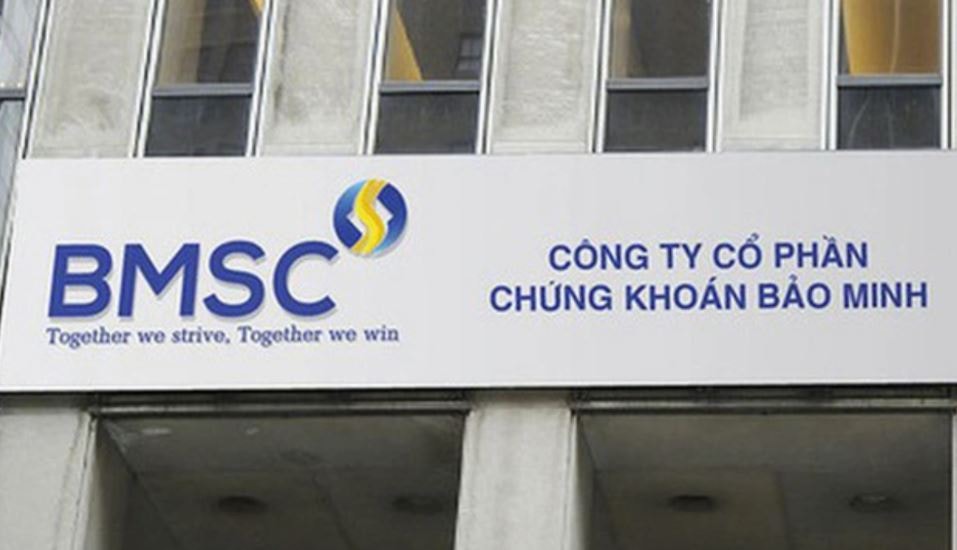 BMSC
Together we strive, Together we win
CÔNG TY CỔ PHẦN
CHỨNG KHOÁN BẢO MINH